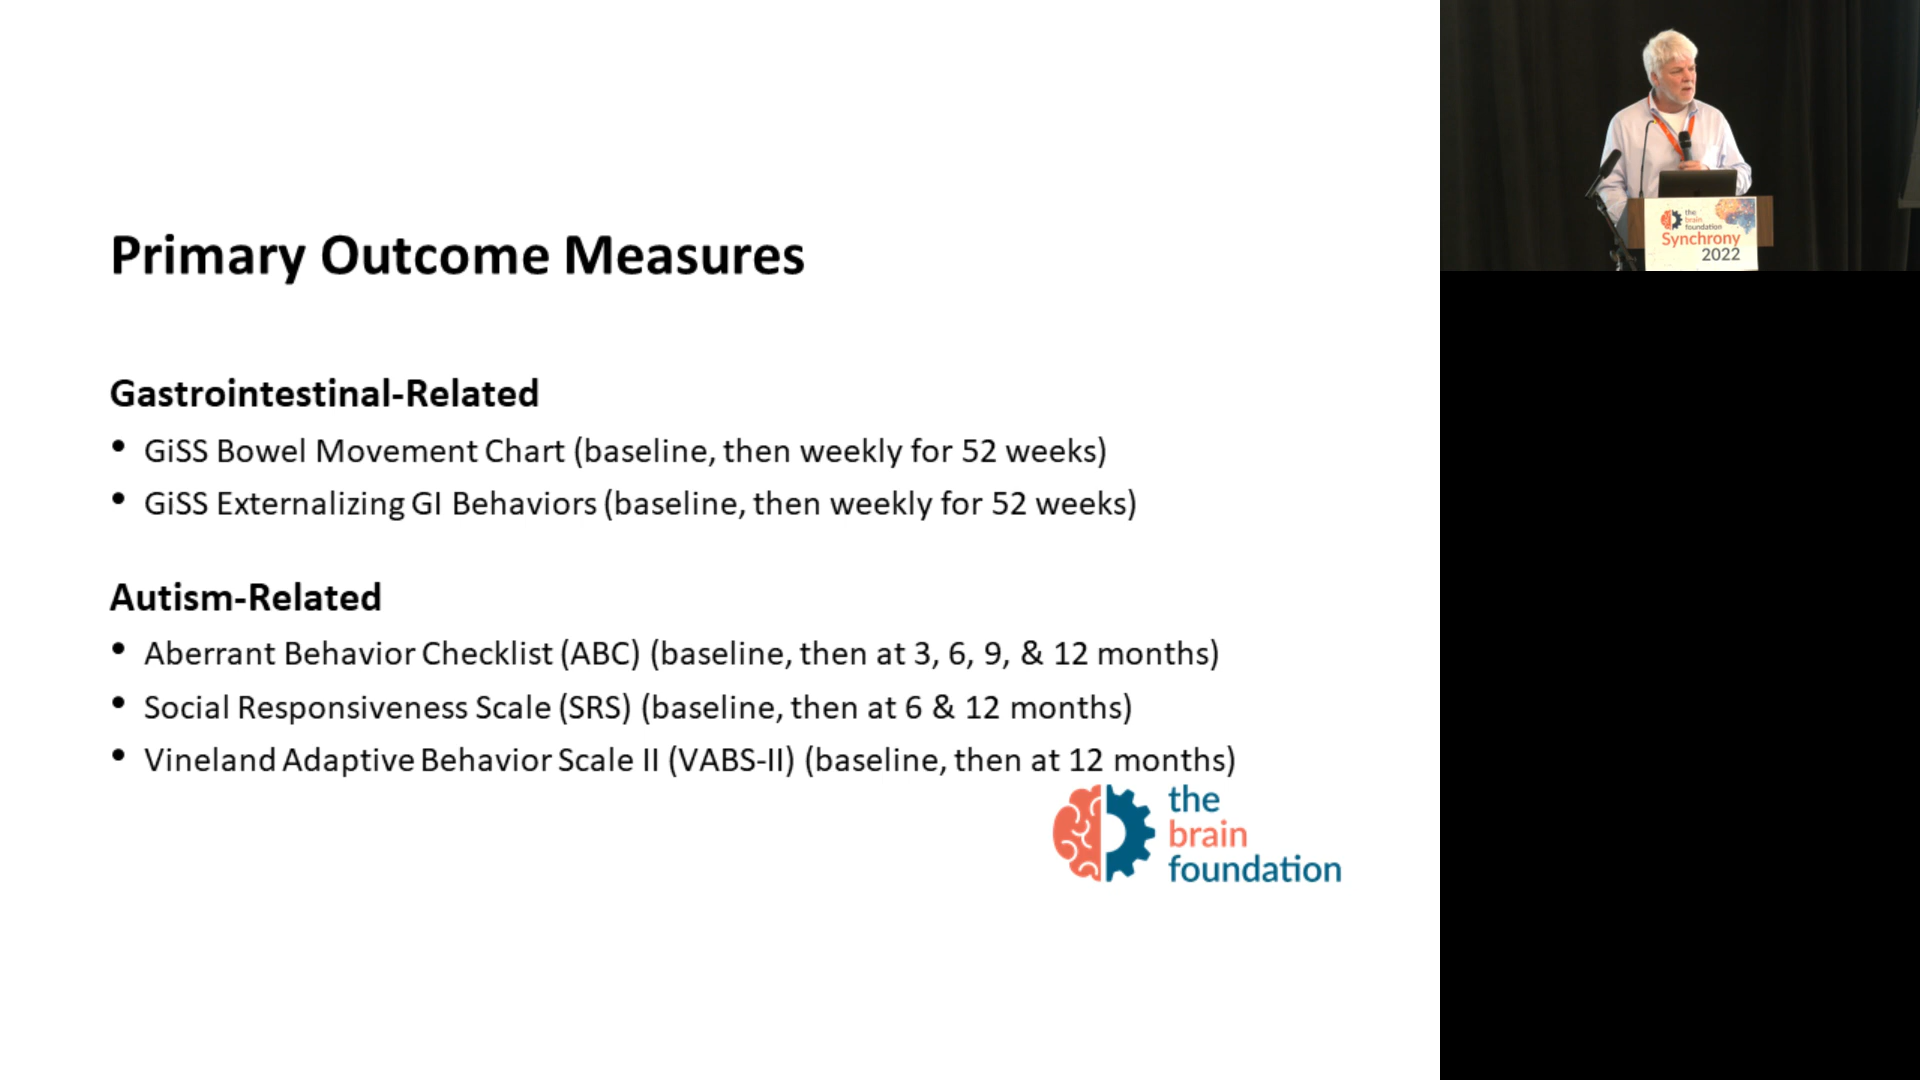 Primary Outcome Measures
Gastrointestinal-Related
• GiSS Bowel Movement Chart (baseline, then weekly for 52 weeks)
• GiSS Externalizing GI Behaviors (baseline, then weekly for 52 weeks)
Autism-Related
• Aberrant Behavior Checklist (ABC) (baseline, then at 3, 6, 9, & 12 months)
• Social Responsiveness Scale (SRS) (baseline, then at 6 & 12 months)
• Vineland Adaptive Behavior Scale II (VABS-II) (baseline, then at 12 months)
the
brain
foundation
the
brain
foundation
Synchrony
2022